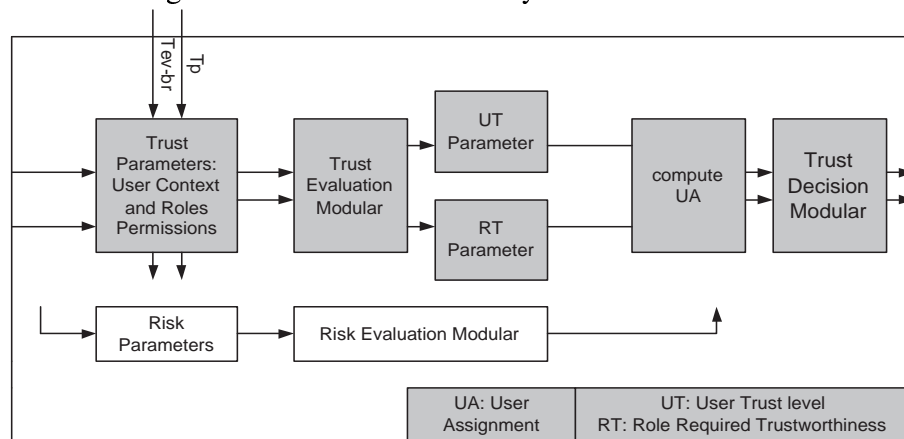 Tev-br
Tp
Trust
Parameters:
User Context
and Roles
Permissions
Trust
Evaluation
Modular
UT
Parameter
RT
Parameter
compute
UA
Trust
Decision
Modular
Risk
Parameters
Risk Evaluation Modular
UA: User
Assignment
UT: User Trust level
RT: Role Required Trustworthiness